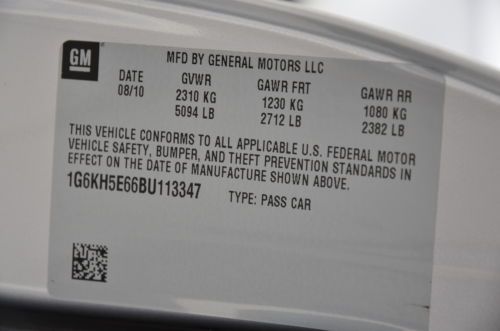 GM
MFD BY GENERAL MOTORS LLC
DATE GVWR GAWR FRT GAWR RR
08/10 2310 KG 1230 KG 1080 KG
5094 LB 2712 LB 2382 LB
THIS VEHICLE CONFORMS TO ALL APPLICABLE U.S. FEDERAL MOTOR
VEHICLE SAFETY, BUMPER, AND THEFT PREVENTION STANDARDS IN
EFFECT ON THE DATE OF MANUFACTURE SHOWN ABOVE.
1G6KH5E66BU113347 TYPE: PASS CAR